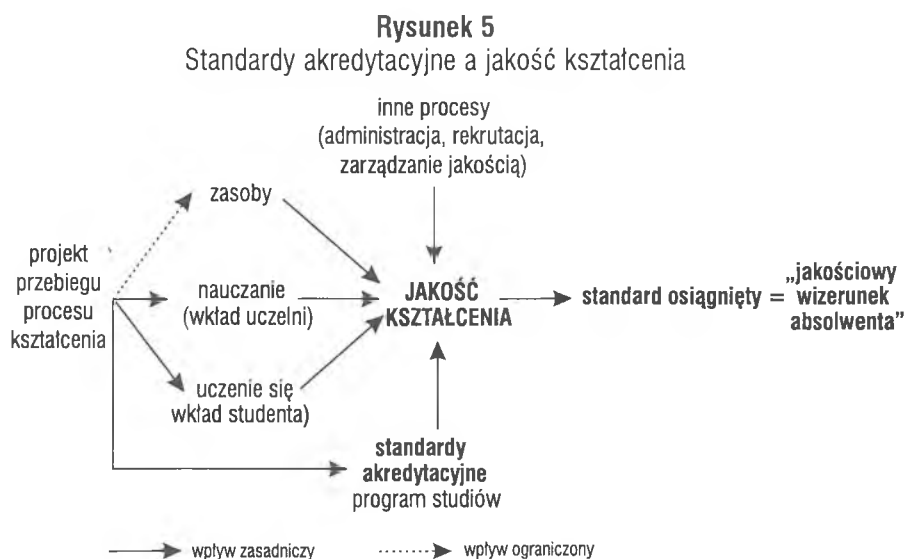 Rysunek 5
Standardy akredytacyjne a jakość kształcenia
inne procesy
(administracja, rekrutacja,
zarządzanie jakością)
zasoby
projekt
przebiegu
procesu
kształcenia
nauczanie
(wkład uczelni)
JAKOŚĆ
KSZTAŁCENIA
standard osiągnięty =
„jakościowy
wizerunek
absolwenta”
uczenie się
wkład studenta)
standardy
akredytacyjne
program studiów
wpływ zasadniczy
wpływ ograniczony